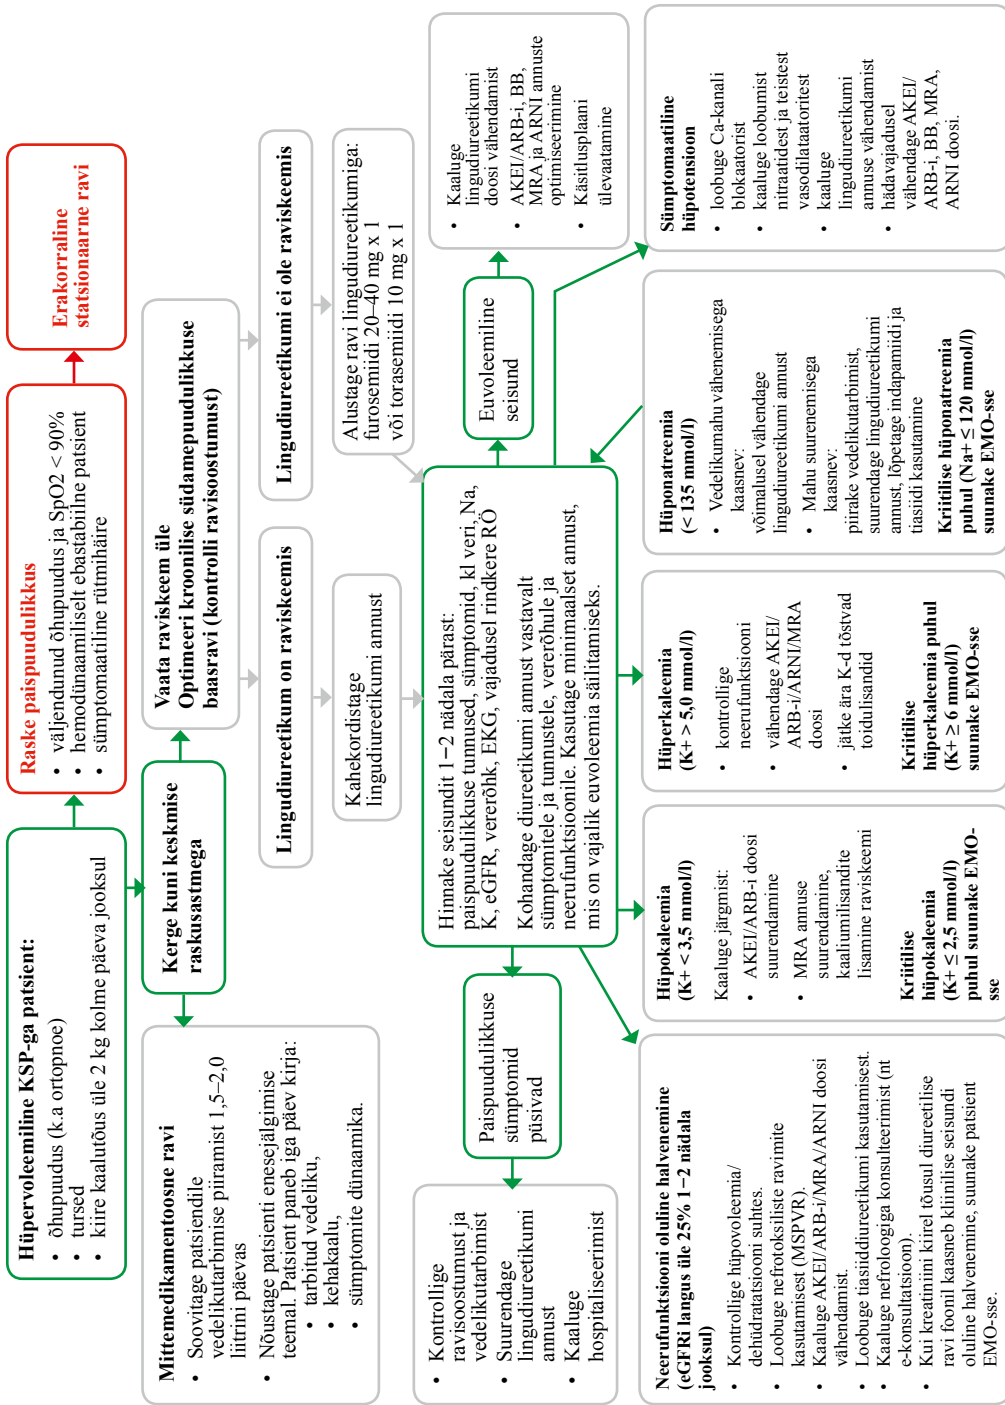 Hüpervoleemiline KSP-ga patsient:
• õhupuudus (k.a ortopnoe)
• tursed
• kiire kaalutõus üle 2 kg kolme päeva jooksul
Raske paispuudulikkus
• väljendunud õhupuudus ja SpO2 < 90%
• hemodünaamiliselt ebastabiilne patsient
• sümptomaatiline rütmihäire
Erakorraline
statsionaarne ravi
Mittemedikamentoosne ravi
• Soovitage patsiendile
vedelikutarbimise piiramist 1,5–2,0
liitrini päevas
• Nõustage patsienti enesejälgimise
teemal. Patsient paneb iga päev kirja:
• tarbitud vedeliku,
• kehakaalu,
• sümptomite dünaamika.
Kerge kuni keskmise
raskusastmega
Vaata raviskeem üle
Optimeeri kroonilise südamepuudulikkuse
baasravi (kontrolli ravisoostumust)
Lingudiureetikum on raviskeemis
Lingudiureetikumi ei ole raviskeemis
Kahekordistage
lingudiureetikumi annust
Alustage ravi lingudiureetikumiga:
furosemiidi 20–40 mg x 1
või torasemiidi 10 mg x 1
• Kontrollige
ravisoostumust ja
vedelikutarbimist
• Suurendage
lingudiureetikumi
annust
• Kaaluge
hospitaliseerimist
Paispuudulikkuse
sümptomid
püsivad
Hinnake seisundit 1–2 nädala pärast:
paispuudulikkuse tunnused, sümptomid, kl veri, Na,
K, eGFR, vererõhk, EKG, vajadusel rindkere RÖ
Kohandage diureetikumi annust vastavalt
sümptomitele ja tunnustele, vererõhule ja
neerufunktsioonile. Kasutage minimaalset annust,
mis on vajalik euvoleemia säilitamiseks.
Euvoleemiline
seisund
• Kaaluge
lingudiureetikumi
doosi vähendamist
• AKEI/ARB-i, BB,
MRA ja ARNI annuste
optimiseerimine
• Käsitlusplaani
ülevaatamine
Neerufunktsiooni oluline halvenemine
(eGFRi langus üle 25% 1–2 nädala
jooksul)
• Kontrollige hüpovoleemia/
dehüdratatsiooni suhtes.
• Loobuge nefrotoksiliste ravimite
kasutamisest (MSPVR).
• Kaaluge AKEI/ARB-i/MRA/ARNI doosi
vähendamist.
• Loobuge tiasiiddiureetikumi kasutamisest.
• Kaaluge nefroloogiga konsulteerimist (nt
e-konsultatsioon).
• Kui kreatiniini kiirel tõusul diureetilise
ravi foonil kaasneb kliinilise seisundi
oluline halvenemine, suunake patsient
EMO-sse.
Hüpokaleemia
(K+ < 3,5 mmol/l)
Kaaluge järgmist:
• AKEI/ARB-i doosi
suurendamine
• MRA annuse
suurendamine,
kaaliumilisandite
lisamine raviskeemi
Kriitilise
hüpokaleemia
(K+ ≤ 2,5 mmol/l)
puhul suunake EMO-
sse
Hüperkaleemia
(K+ > 5,0 mmol/l)
• kontrollige
neerufunktsiooni
• vähendage AKEI/
ARB-i/ARNI/MRA
doosi
• jätke ära K-d tõstvad
toidulisandid
Kriitilise
hüperkaleemia puhul
(K+ ≥ 6 mmol/l)
suunake EMO-sse
Hüponatreemia
(< 135 mmol/l)
• Vedelikumahu vähenemisega
kaasnev:
võimalusel vähendage
lingudiureetikumi annust
• Mahu suurenemisega
kaasnev:
piirake vedelikutarbimist,
suurendage lingudiureetikumi
annust, lõpetage indapamiidi ja
tiasiidi kasutamine
Kriitilise hüponatreemia
puhul (Na+ ≤ 120 mmol/l)
suunake EMO-sse
Sümptomaatiline
hüpotensioon
• loobuge Ca-kanali
blokaatorist
• kaaluge loobumist
nitraatidest ja teistest
vasodilataatoritest
• kaaluge
lingudiureetikumi
annuse vähendamist
• hädavajadusel
vähendage AKEI/
ARB-i, BB, MRA,
ARNI doosi.